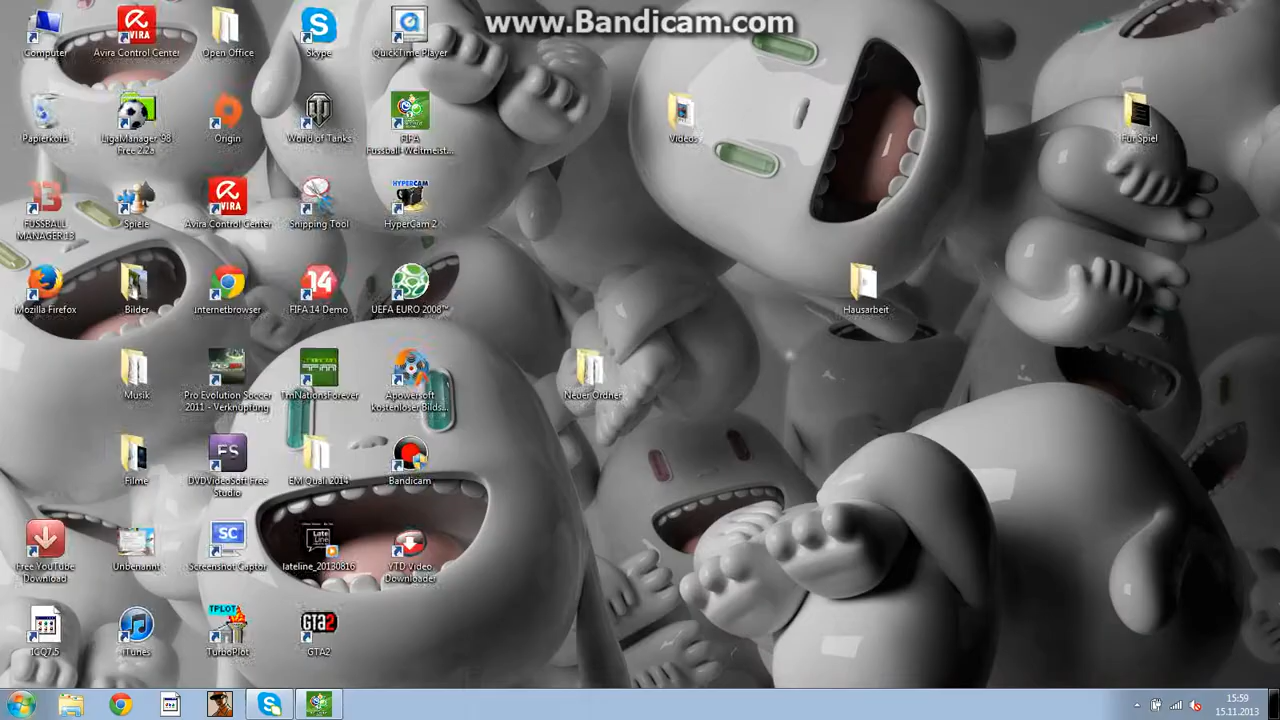 www.Bandicam.com
Computer
Avira Control Center
Open Office
Skype
QuickTime Player
Papierkorb
LigaManager 98
Free 2.2a
Origin
World of Tanks
FIFA
Fussball-Weltmeist...
Videos
Für Spiel
FUSSBALL
MANAGER 13
Spiele
Avira Control Center
Snipping Tool
HyperCam 2
Mozilla Firefox
Bilder
Internetbrowser
FIFA 14 Demo
UEFA EURO 2008™
Hausarbeit
Musik
Pro Evolution Soccer
2011 - Verknüpfung
TmNationsForever
Apowersoft
kostenloser Bilds...
Neuer Ordner
Filme
DVDVideoSoft Free
Studio
EM Quali 2014
Bandicam
Free YouTube
Download
Unbenannt
Screenshot Captor
lateline_20130816
YTD Video
Downloader
ICQ7.5
iTunes
TurboPlot
GTA2
15:59
15.11.2013